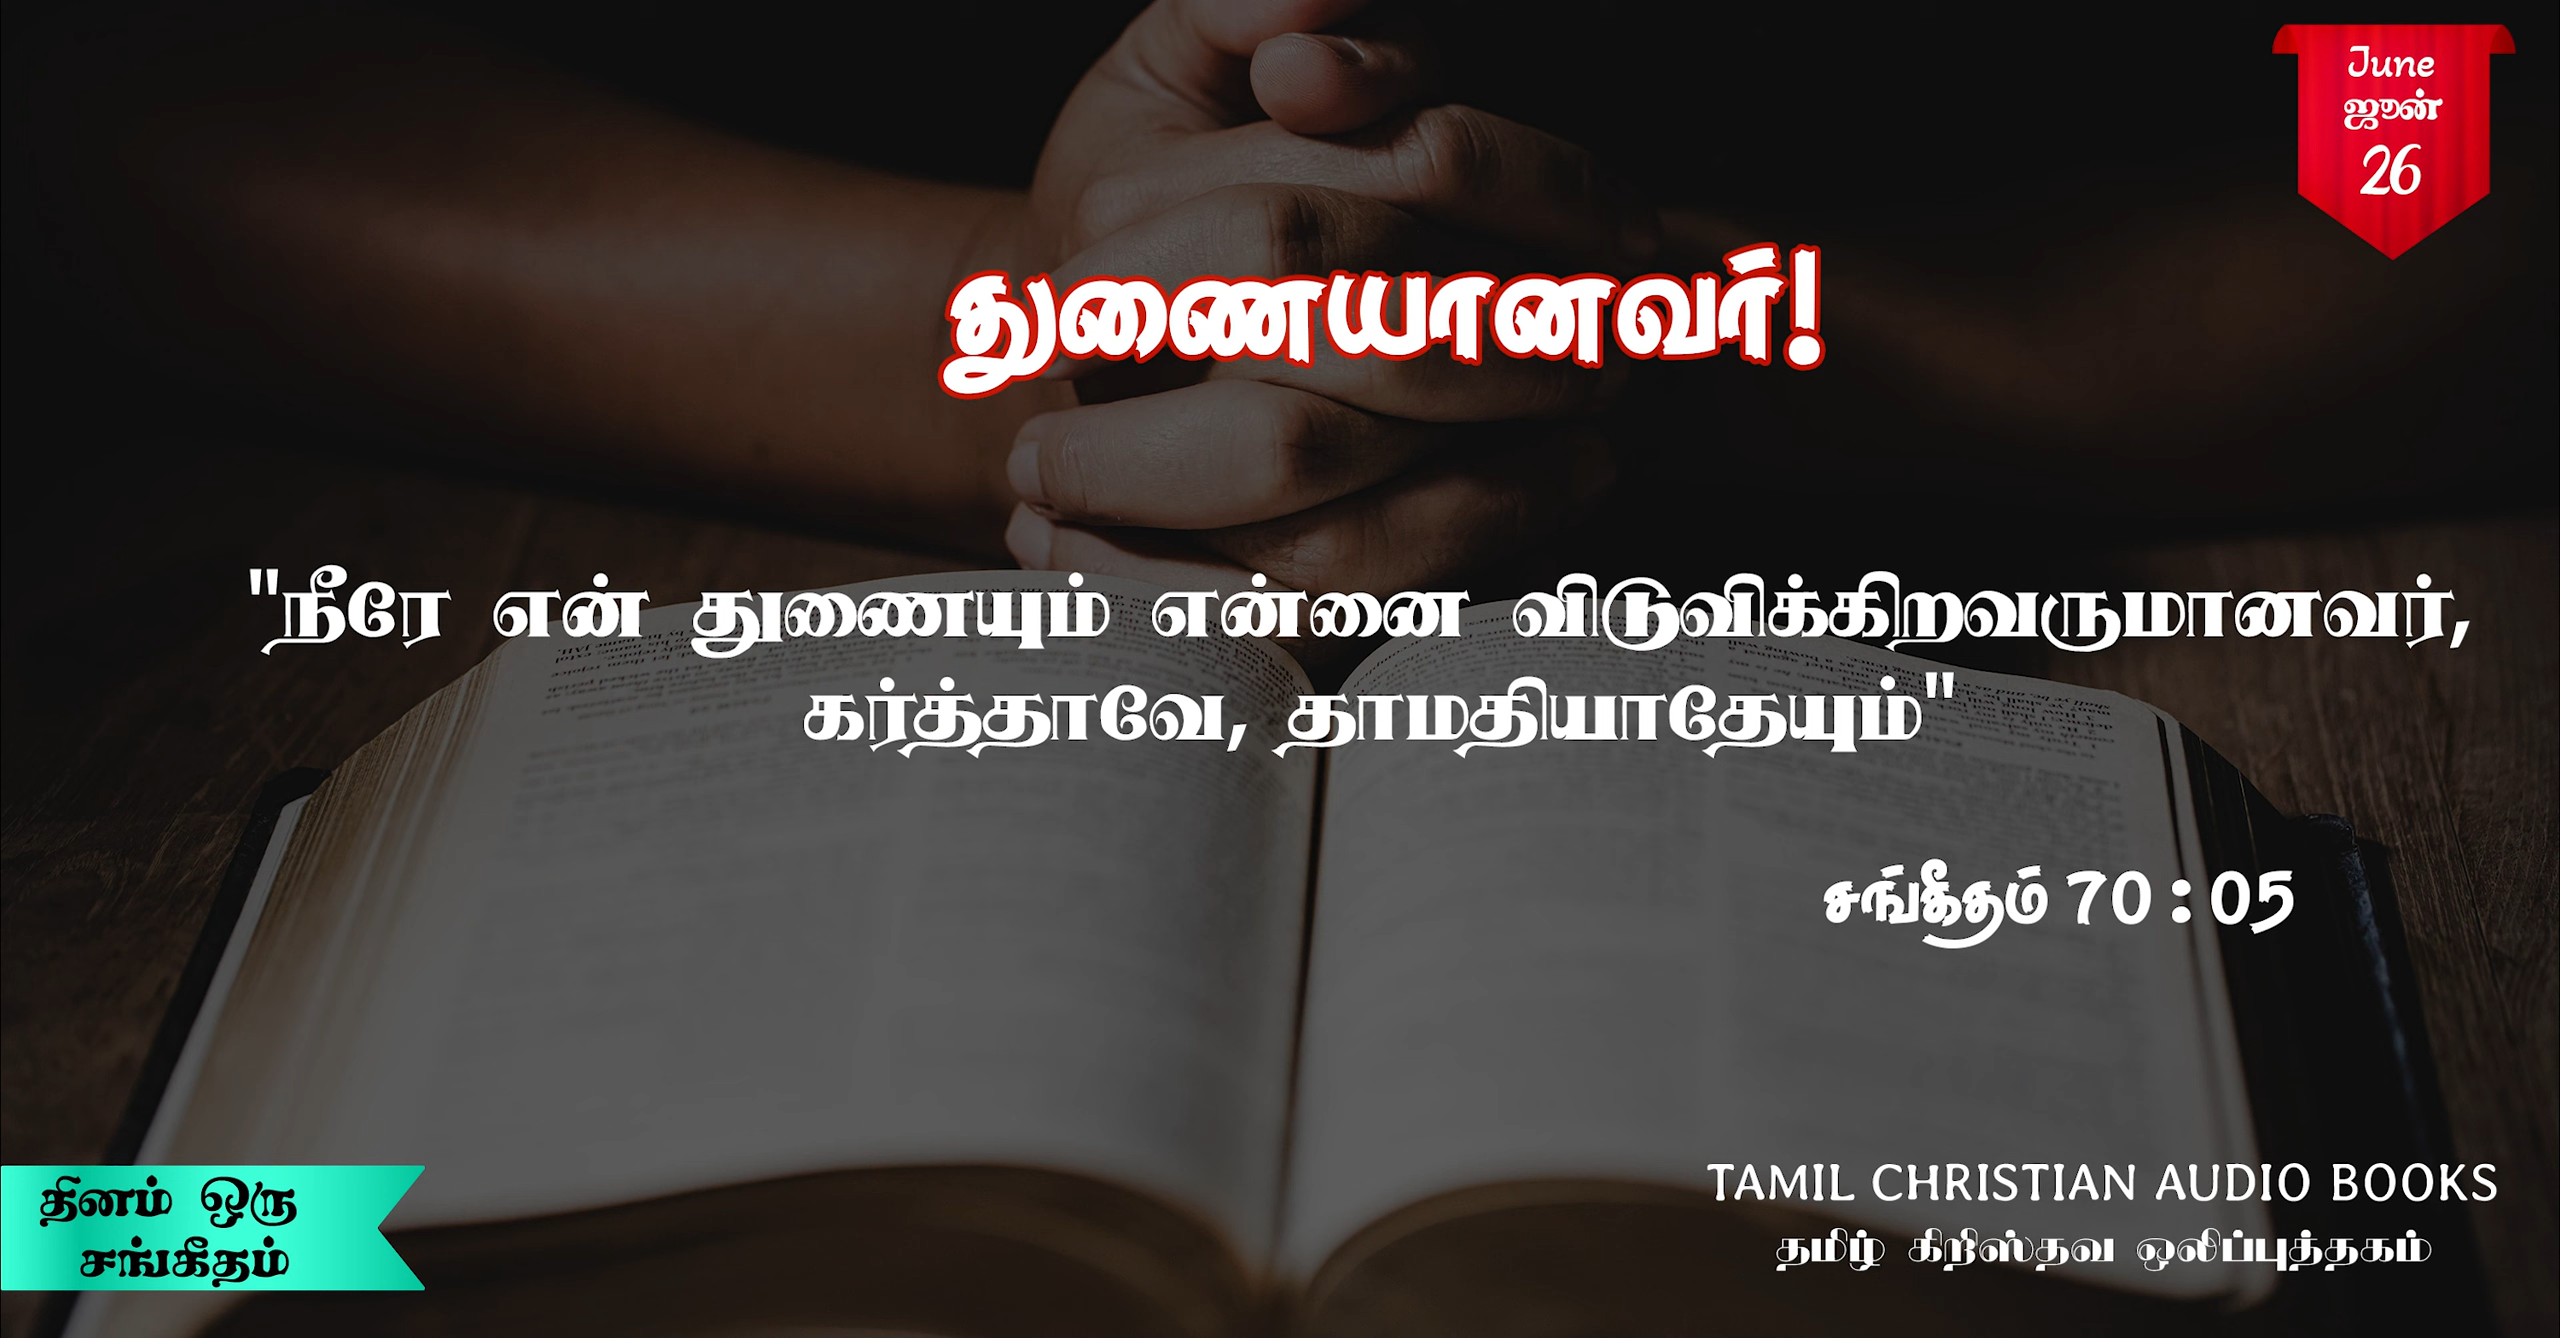 June
ஜூன்
26
துணையானவர்!
"நீரே என் துணையும் என்னை விடுவிக்கிறவருமானவர்,
கர்த்தாவே, தாமதியாதேயும்"
சங்கீதம் 70 : 05
தினம் ஒரு
சங்கீதம்
TAMIL CHRISTIAN AUDIO BOOKS
தமிழ் கிறிஸ்தவ ஒலிப்புத்தகம்